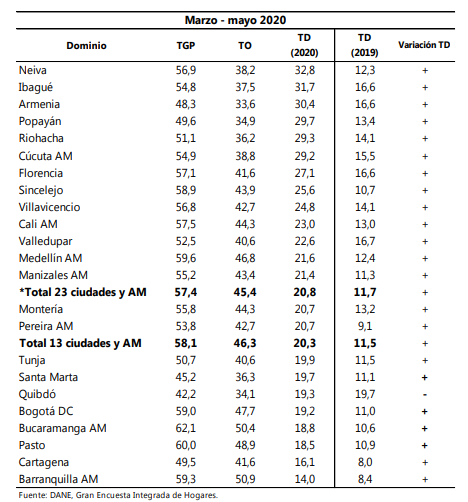 Marzo - mayo 2020
Dominio TGP TO TD (2020) TD (2019) Variación TD
Neiva 56,9 38,2 32,8 12,3 +
Ibagué 54,8 37,5 31,7 16,6 +
Armenia 48,3 33,6 30,4 16,6 +
Popayán 49,6 34,9 29,7 13,4 +
Riohacha 51,1 36,2 29,3 14,1 +
Cúcuta AM 54,9 38,8 29,2 15,5 +
Florencia 57,1 41,6 27,1 16,6 +
Sincelejo 58,9 43,9 25,6 10,7 +
Villavicencio 56,8 42,7 24,8 14,1 +
Cali AM 57,5 44,3 23,0 13,0 +
Valledupar 52,5 40,6 22,6 16,7 +
Medellín AM 59,6 46,8 21,6 12,4 +
Manizales AM 55,2 43,4 21,4 11,3 +
*Total 23 ciudades y AM 57,4 45,4 20,8 11,7 +
Montería 55,8 44,3 20,7 13,2 +
Pereira AM 53,8 42,7 20,7 9,1 +
Total 13 ciudades y AM 58,1 46,3 20,3 11,5 +
Tunja 50,7 40,6 19,9 11,5 +
Santa Marta 45,2 36,3 19,7 11,1 +
Quibdó 42,2 34,1 19,3 19,7 -
Bogotá DC 59,0 47,7 19,2 11,0 +
Bucaramanga AM 62,1 50,4 18,8 10,6 +
Pasto 60,0 48,9 18,5 10,9 +
Cartagena 49,5 41,6 16,1 8,0 +
Barranquilla AM 59,3 50,9 14,0 8,4 +
Fuente: DANE, Gran Encuesta Integrada de Hogares.